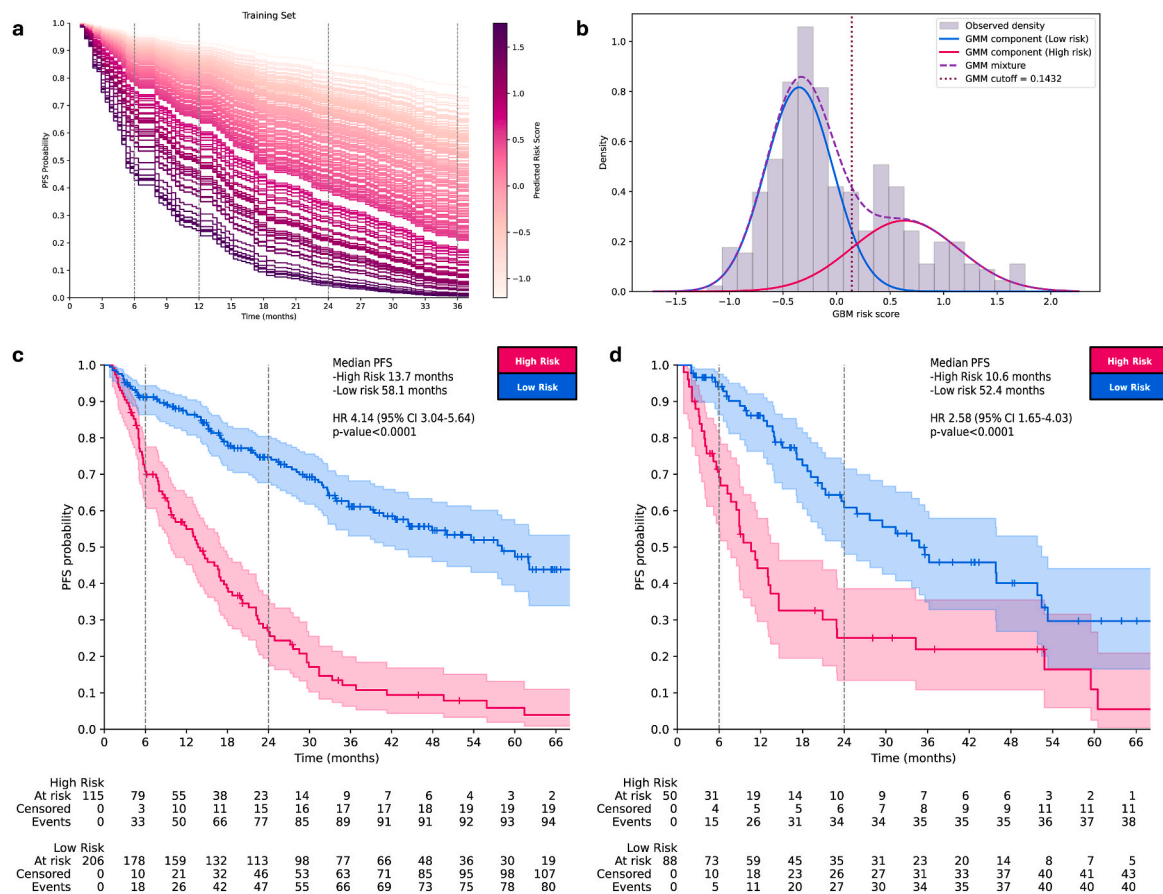 a
Training Set
1.0
0.9
0.8
0.7
0.6
0.5
0.4
0.3
0.2
0.1
0.0
PFS Probability
0 3 6 9 12 15 18 21 24 27 30 33 36
Time (months)
1.5
1.0
0.5
0.0
−0.5
−1.0
Predicted Risk Score
b
Observed density
GMM component (Low risk)
GMM component (High risk)
GMM mixture
GMM cutoff = 0.1432
1.0
0.8
0.6
0.4
0.2
0.0
Density
−1.5 −1.0 −0.5 0.0 0.5 1.0 1.5 2.0
GBM risk score
c
High Risk
Low Risk
Median PFS
-High Risk 13.7 months
-Low risk 58.1 months
HR 4.14 (95% CI 3.04-5.64)
p-value<0.0001
1.0
0.9
0.8
0.7
0.6
0.5
0.4
0.3
0.2
0.1
0.0
PFS probability
0 6 12 18 24 30 36 42 48 54 60 66
Time (months)
High Risk
At risk 115 79 55 38 23 14 9 7 6 4 3 2
Censored 0 3 10 11 15 16 17 17 18 19 19 19
Events 0 33 50 66 77 85 89 91 91 92 93 94
Low Risk
At risk 206 178 159 132 113 98 77 66 48 36 30 19
Censored 0 10 21 32 46 53 63 71 85 95 98 107
Events 0 18 26 42 47 55 66 69 73 75 78 80
d
High Risk
Low Risk
Median PFS
-High Risk 10.6 months
-Low risk 52.4 months
HR 2.58 (95% CI 1.65-4.03)
p-value<0.0001
1.0
0.9
0.8
0.7
0.6
0.5
0.4
0.3
0.2
0.1
0.0
PFS probability
0 6 12 18 24 30 36 42 48 54 60 66
Time (months)
High Risk
At risk 50 31 19 14 10 9 7 6 6 3 2 1
Censored 0 4 5 5 6 7 8 9 9 11 11 11
Events 0 15 26 31 34 34 35 35 35 36 37 38
Low Risk
At risk 88 73 59 45 35 31 23 20 14 8 7 5
Censored 0 10 18 23 26 27 31 33 37 40 41 43
Events 0 5 11 20 27 30 34 35 37 40 40 40